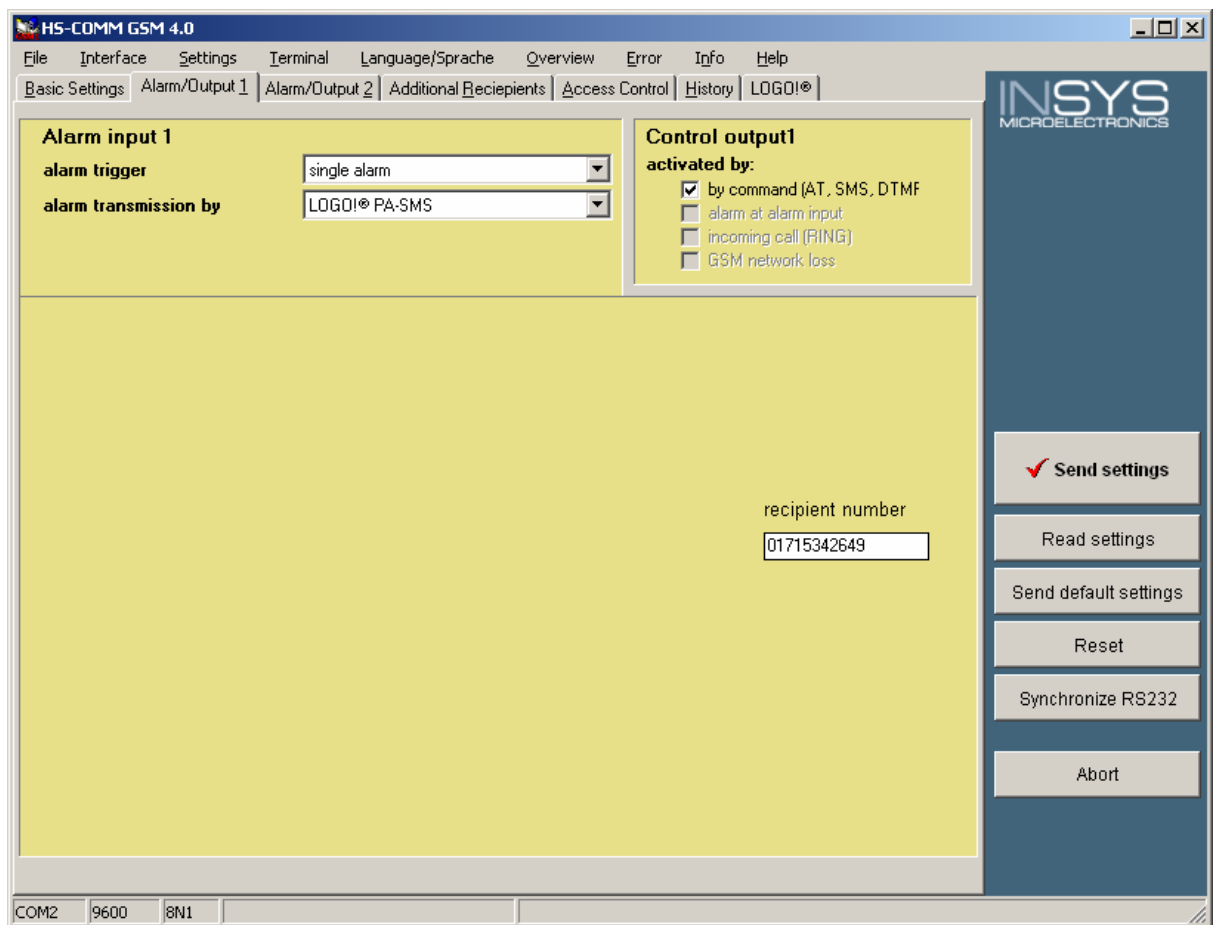 HS-COMM GSM 4.0
File Interface Settings Terminal Language/Sprache Overview Error Info Help
Basic Settings Alarm/Output 1 Alarm/Output 2 Additional Reciepients Access Control History LOGO!®
INSYS
MICROELECTRONICS
Alarm input 1
alarm trigger single alarm
alarm transmission by LOGO!® PA-SMS
Control output1
activated by:
by command (AT, SMS, DTMF
alarm at alarm input
incoming call (RING)
GSM network loss
recipient number
01715342649
Send settings
Read settings
Send default settings
Reset
Synchronize RS232
Abort
COM2 9600 8N1